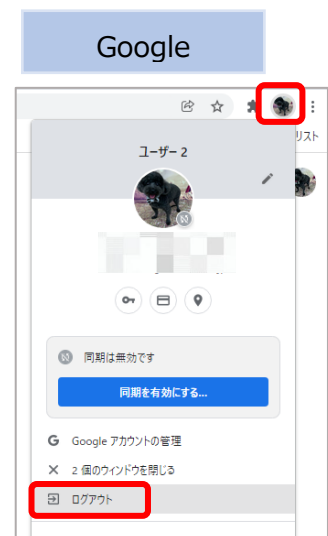 Google
リスト
ユーザー 2
同期は無効です
同期を有効にする...
G Google アカウントの管理
2 個のウィンドウを閉じる
ログアウト